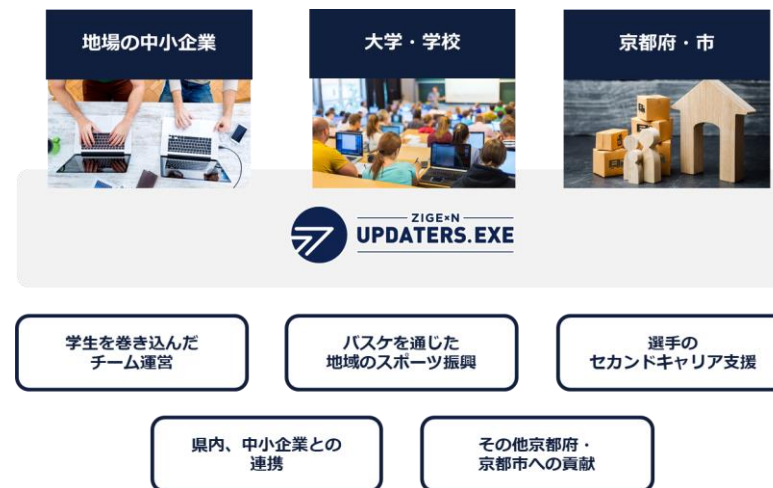 地場の中小企業
大学・学校
京都府・市
ZIGExN
UPDATERS.EXE
学生を巻き込んだ
チーム運営
バスケを通じた
地域のスポーツ振興
選手の
セカンドキャリア支援
県内、中小企業との
連携
その他京都府・
京都市への貢献